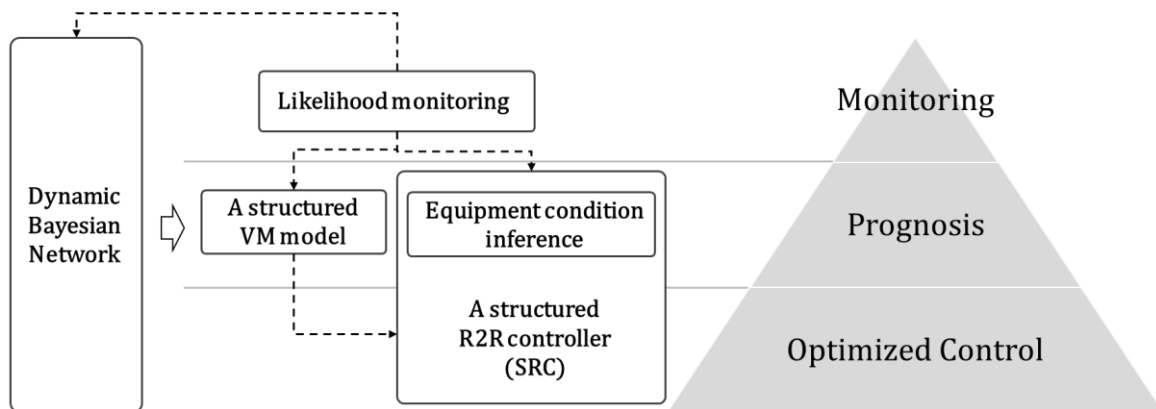 Likelihood monitoring
Monitoring
Dynamic
Bayesian
Network
A structured
VM model
Equipment condition
inference
Prognosis
A structured
R2R controller
(SRC)
Optimized Control